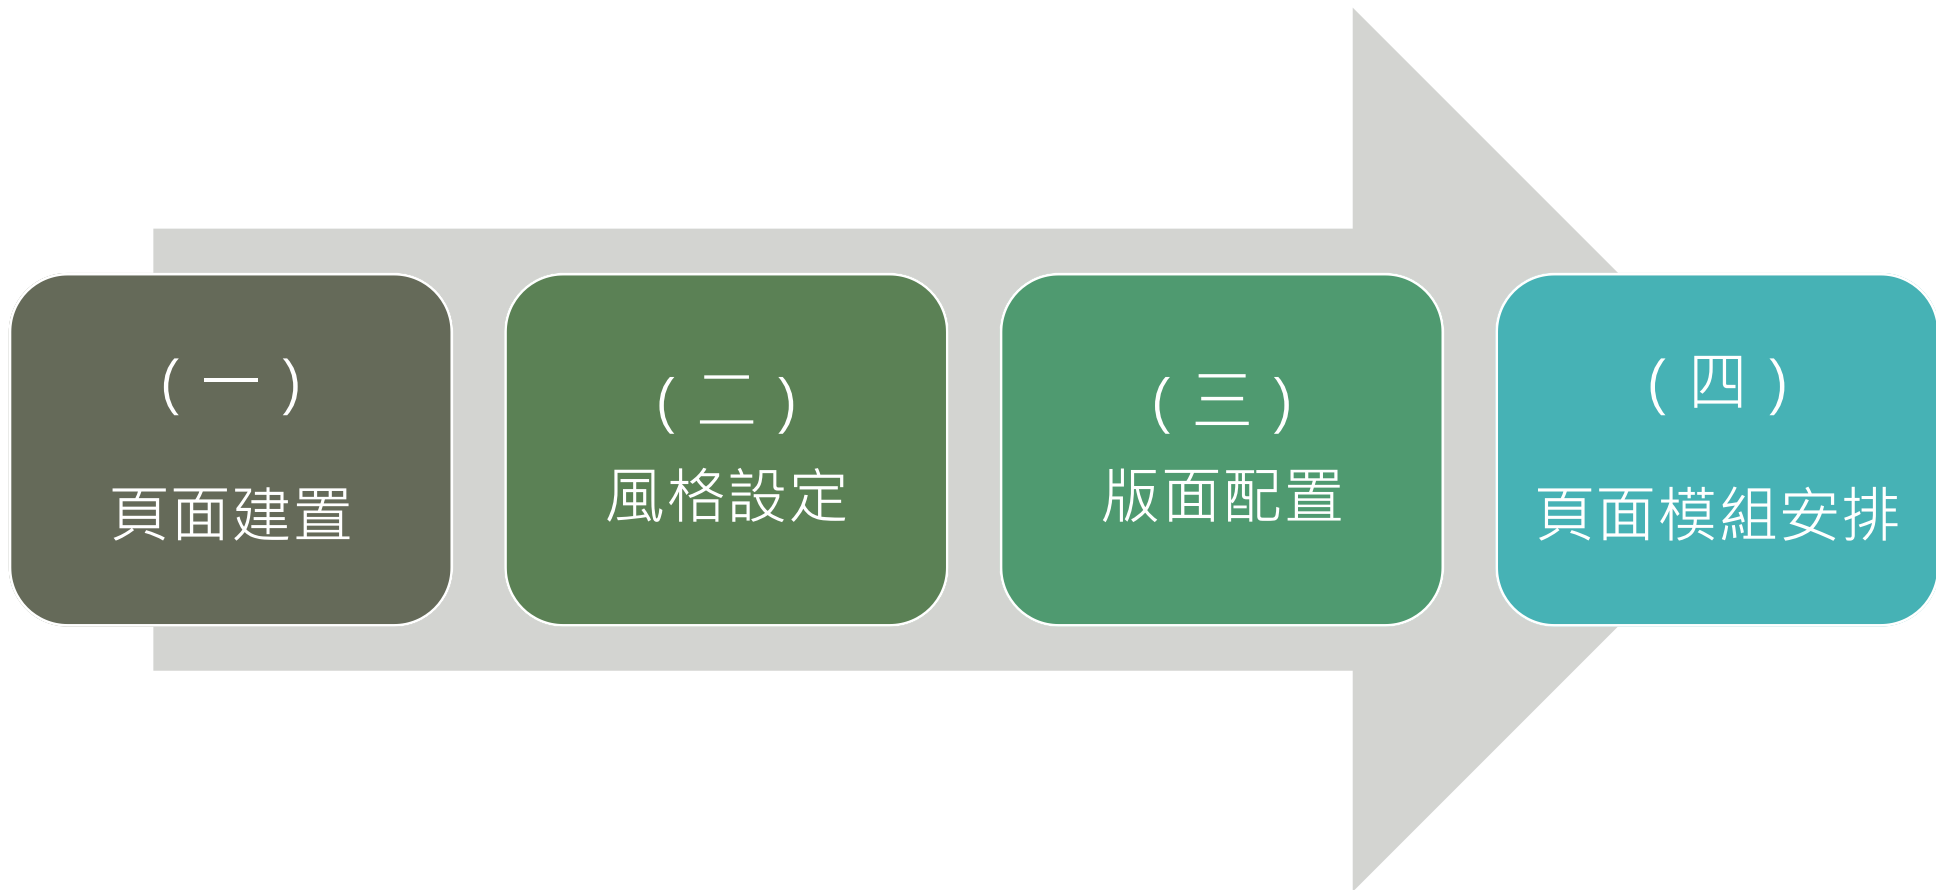 (一)
頁面建置
(二)
風格設定
(三)
版面配置
(四)
頁面模組安排